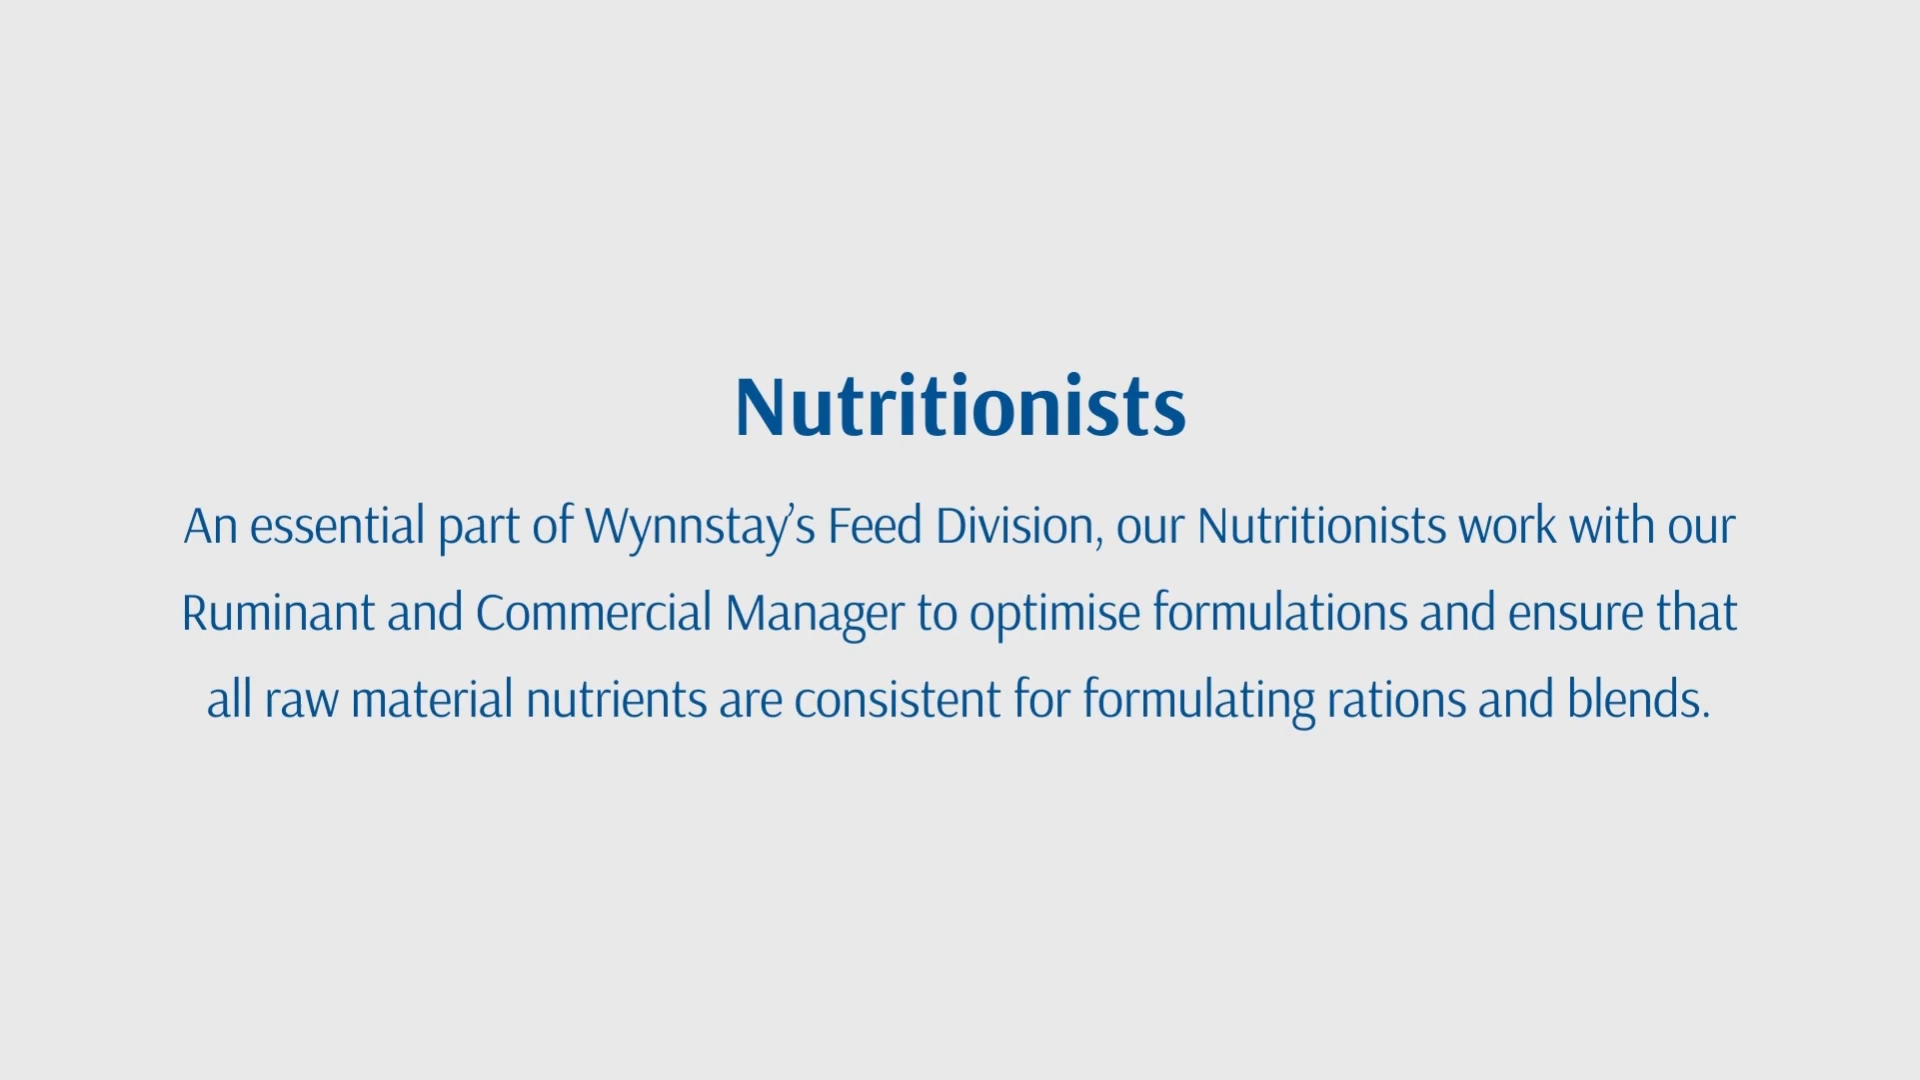 Nutritionists
An essential part of Wynnstay’s Feed Division, our Nutritionists work with our
Ruminant and Commercial Manager to optimise formulations and ensure that
all raw material nutrients are consistent for formulating rations and blends.